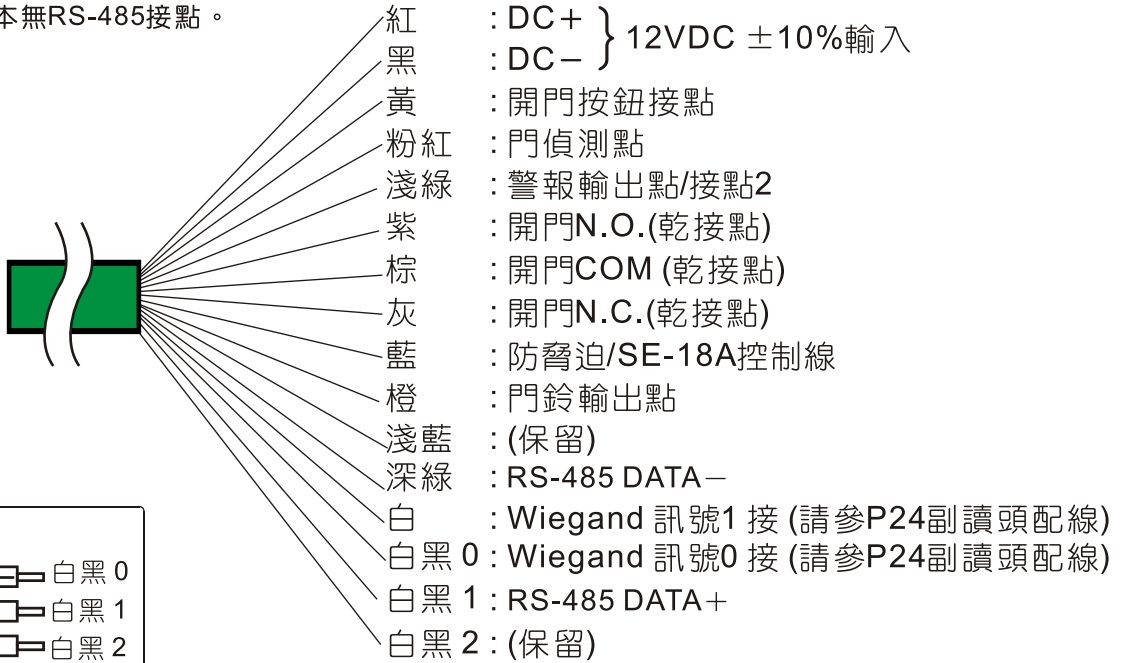 本無RS-485接點。
紅 : DC+
黑 : DC-
12VDC ±10%輸入
黃 : 開門按鈕接點
粉紅 : 門偵測點
淺綠 : 警報輸出點/接點2
紫 : 開門N.O.(乾接點)
棕 : 開門COM (乾接點)
灰 : 開門N.C.(乾接點)
藍 : 防脅迫/SE-18A控制線
橙 : 門鈴輸出點
淺藍 : (保留)
深綠 : RS-485 DATA-
白 : Wiegand 訊號1 接 (請參P24副讀頭配線)
白黑 0 : Wiegand 訊號0 接 (請參P24副讀頭配線)
白黑 1 : RS-485 DATA+
白黑 2 : (保留)
白黑 0
白黑 1
白黑 2